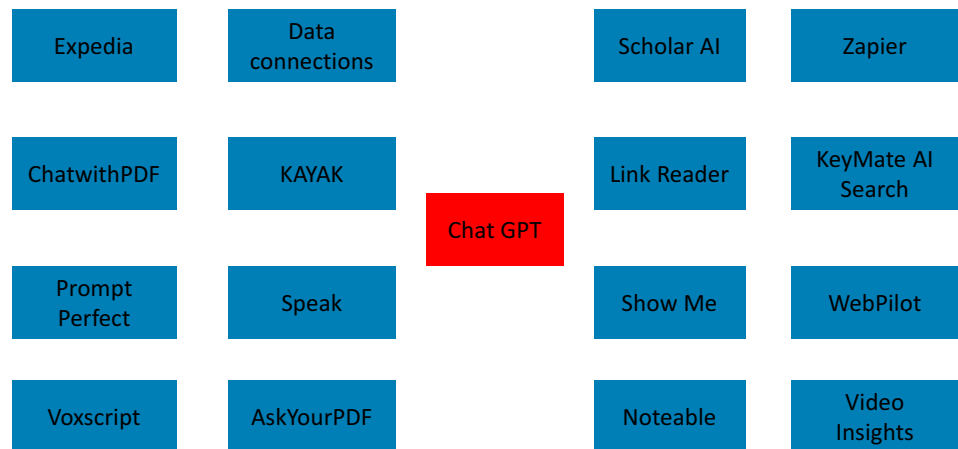 Expedia
Data
connections
Scholar AI
Zapier
ChatwithPDF
KAYAK
Link Reader
KeyMate AI
Search
Chat GPT
Prompt
Perfect
Speak
Show Me
WebPilot
Voxscript
AskYourPDF
Noteable
Video
Insights